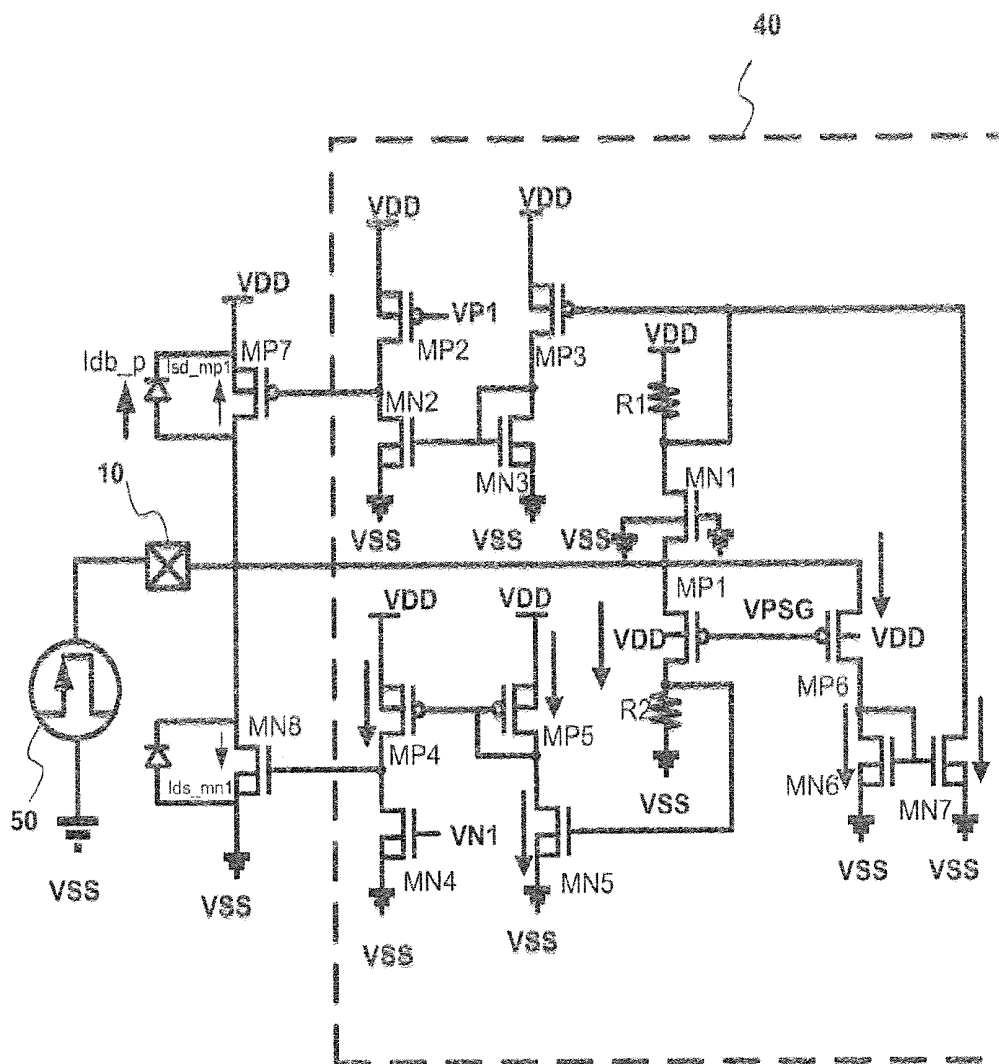 40
VDD
VDD
VDD
VP1
VDD
Idb_p
Isd_mp1
MP7
MP2
MP3
R1
MN2
10
MN3
MN1
VSS
VSS
VSS
MP1
VDD
VDD
VPSG
VDD
VDD
MP6
R2
MN8
MP4
MP5
Ids_mn1
VSS
MN6
MN7
50
VN1
VSS
MN4
MN5
VSS
VSS
VSS
VSS
VSS